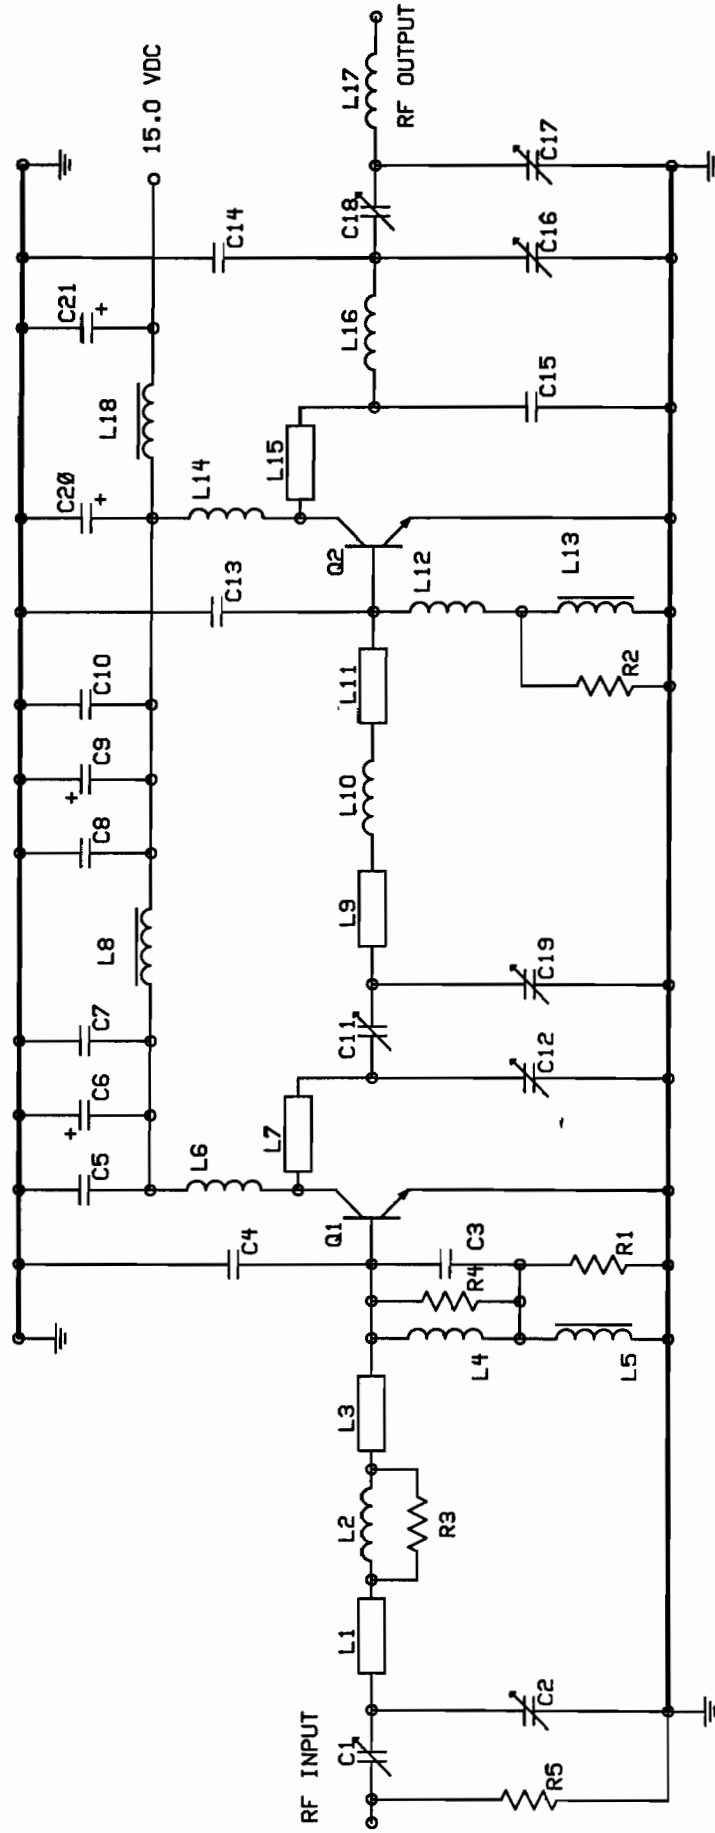 RF INPUT
C1
R5
C2
L1
L2
R3
L3
L4
L5
R4
C3
R1
C4
Q1
L6
L7
C5
+
C6
C7
L8
C8
+
C9
C10
C11
C12
C19
L9
L10
L11
C13
Q2
L12
L13
R2
L14
L15
C20
+
L18
C21
+
15.0 VDC
C14
C15
L16
C16
C18
C17
L17
RF OUTPUT